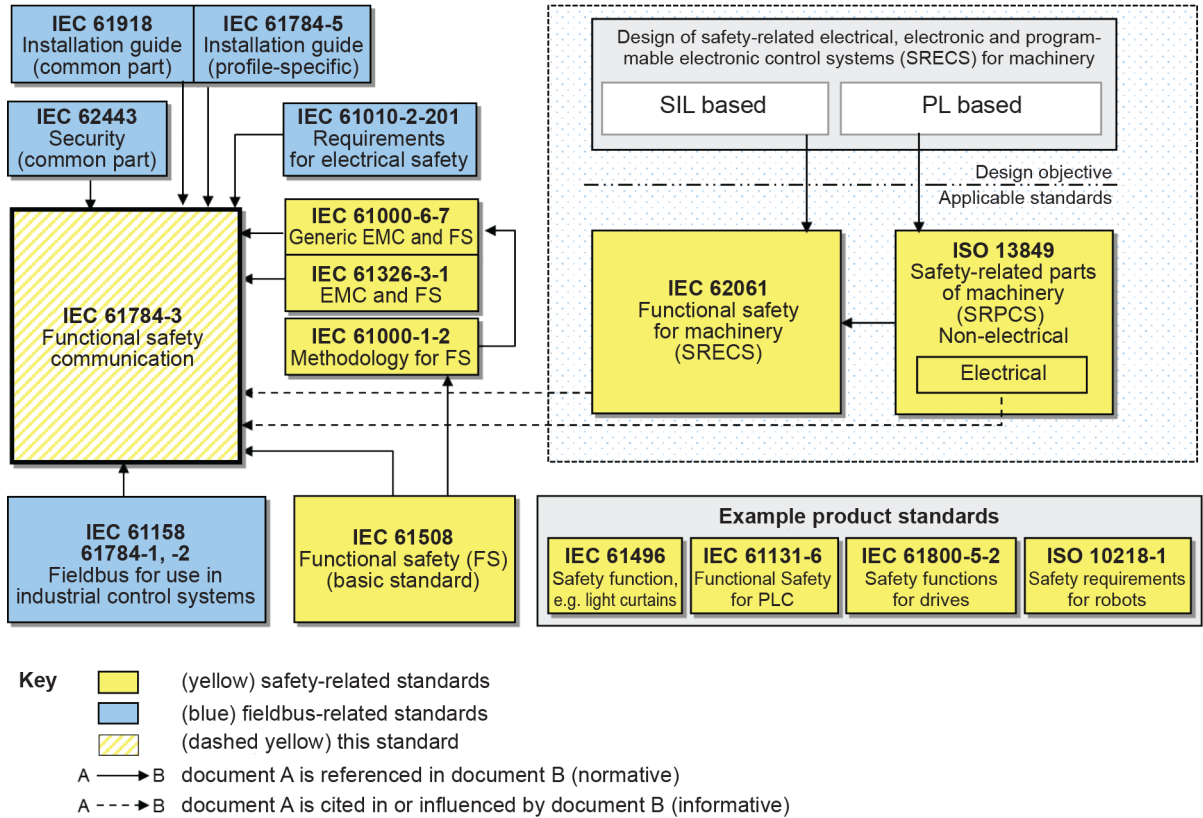 IEC 61918
Installation guide
(common part)
IEC 61784-5
Installation guide
(profile-specific)
IEC 62443
Security
(common part)
IEC 61010-2-201
Requirements
for electrical safety
IEC 61784-3
Functional safety
communication
IEC 61000-6-7
Generic EMC and FS
IEC 61326-3-1
EMC and FS
IEC 61000-1-2
Methodology for FS
IEC 61158
61784-1, -2
Fieldbus for use in
industrial control systems
IEC 61508
Functional safety (FS)
(basic standard)
Design of safety-related electrical, electronic and program-
mable electronic control systems (SRECS) for machinery
SIL based
PL based
Design objective
Applicable standards
IEC 62061
Functional safety
for machinery
(SRECS)
ISO 13849
Safety-related parts
of machinery
(SRPCS)
Non-electrical
Electrical
Example product standards
IEC 61496
Safety function,
e.g. light curtains
IEC 61131-6
Functional Safety
for PLC
IEC 61800-5-2
Safety functions
for drives
ISO 10218-1
Safety requirements
for robots
Key
(yellow) safety-related standards
(blue) fieldbus-related standards
(dashed yellow) this standard
A B document A is referenced in document B (normative)
A B document A is cited in or influenced by document B (informative)